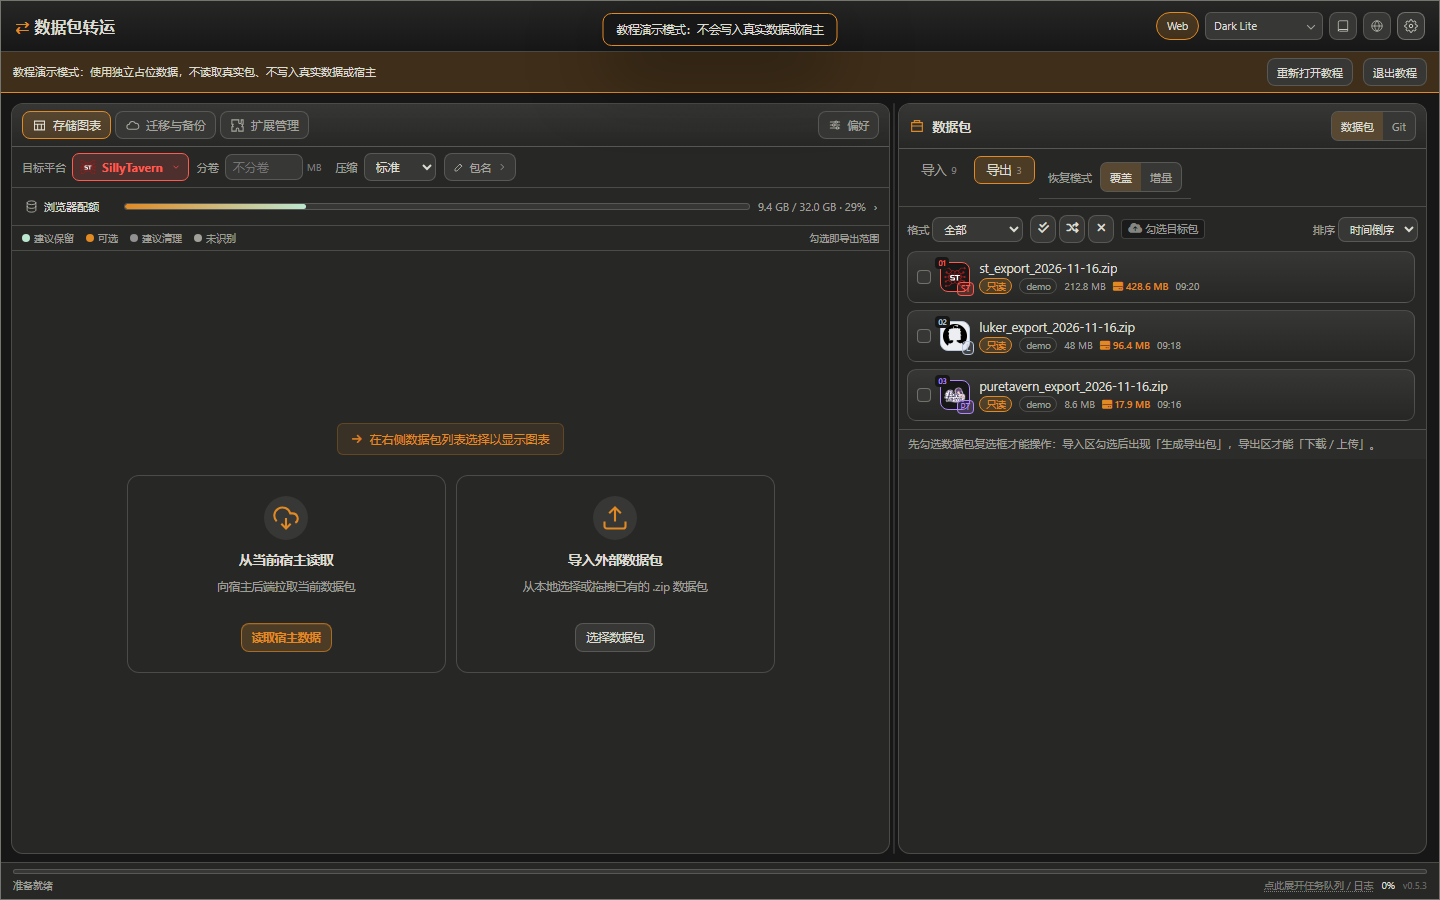 数据包转运
教程演示模式：不会写入真实数据或宿主
Web
Dark Lite
教程演示模式：使用独立占位数据，不读取真实包、不写入真实数据或宿主
重新打开教程
退出教程
存储图表
迁移与备份
扩展管理
偏好
目标平台
ST SillyTavern
分卷
不分卷
MB
压缩
标准
包名
浏览器配额
9.4 GB / 32.0 GB · 29%
建议保留
可选
建议清理
未识别
勾选即导出范围
在右侧数据包列表选择以显示图表
从当前宿主读取
向宿主后端拉取当前数据包
读取宿主数据
导入外部数据包
从本地选择或拖拽已有的 .zip 数据包
选择数据包
数据包
数据包
Git
导入 9
导出 3
恢复模式
覆盖
增量
格式
全部
勾选目标包
排序
时间倒序
01
ST
ST
st_export_2026-11-16.zip
只读
demo
212.8 MB
428.6 MB
09:20
02
L
luker_export_2026-11-16.zip
只读
demo
48 MB
96.4 MB
09:18
03
PT
puretavern_export_2026-11-16.zip
只读
demo
8.6 MB
17.9 MB
09:16
先勾选数据包复选框才能操作：导入区勾选后出现「生成导出包」，导出区才能「下载 / 上传」。
准备就绪
点此展开任务队列 / 日志
0%
v0.5.3